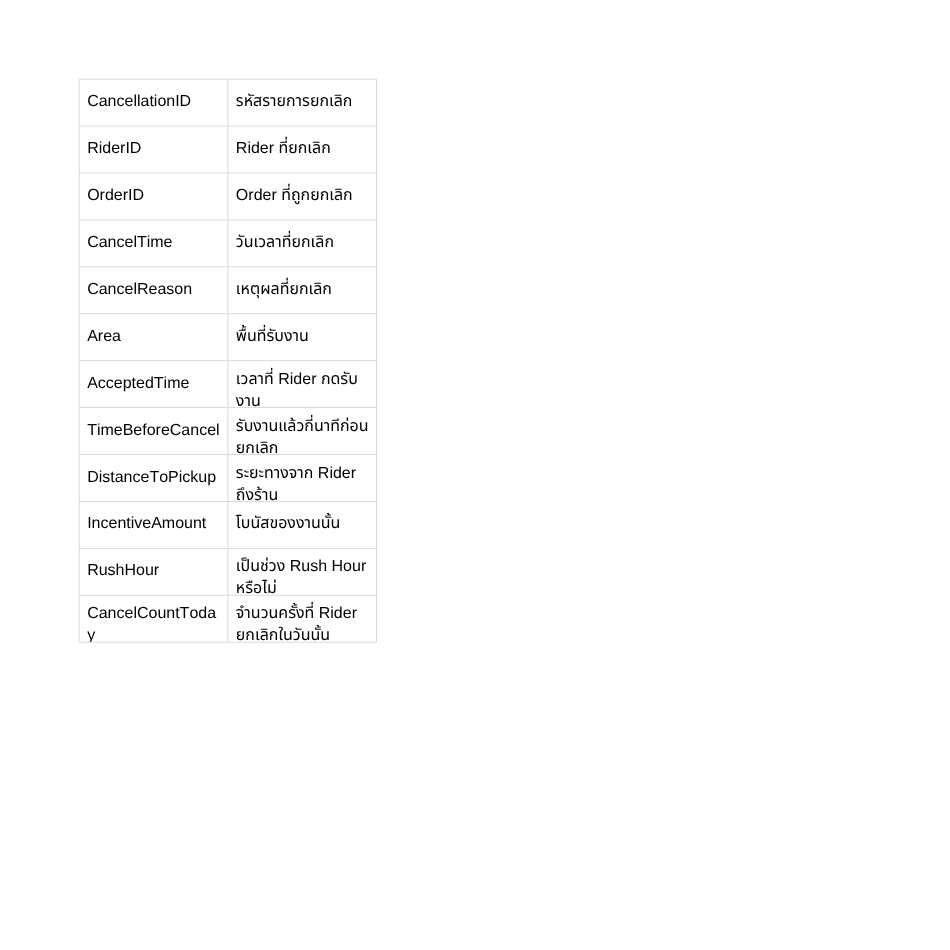 CancellationID รหัสรายการยกเลิก
RiderID Rider ที่ยกเลิก
OrderID Order ที่ถูกยกเลิก
CancelTime วันเวลาที่ยกเลิก
CancelReason เหตุผลที่ยกเลิก
Area พื้นที่รับงาน
AcceptedTime เวลาที่ Rider กดรับ
งาน
TimeBeforeCancel รับงานแล้วกี่นาทีก่อน
ยกเลิก
DistanceToPickup ระยะทางจาก Rider
ถึงร้าน
IncentiveAmount โบนัสของงานนั้น
RushHour เป็นช่วง Rush Hour
หรือไม่
CancelCountToda จำนวนครั้งที่ Rider
y ยกเลิกในวันนั้น